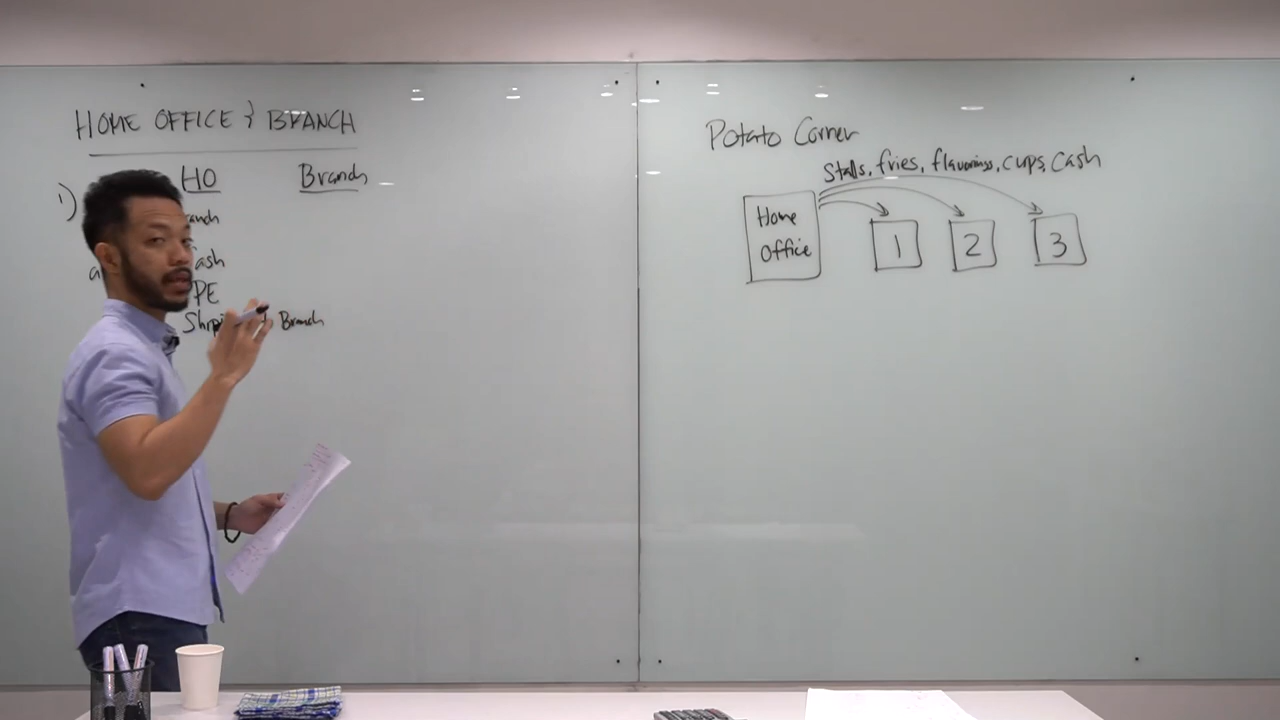 HOME OFFICE & BRANCH
HO Branch
1)
Branch
Potato Corner
Stalls, fries, flavorings, cups, cash
Home
Office
1 2 3